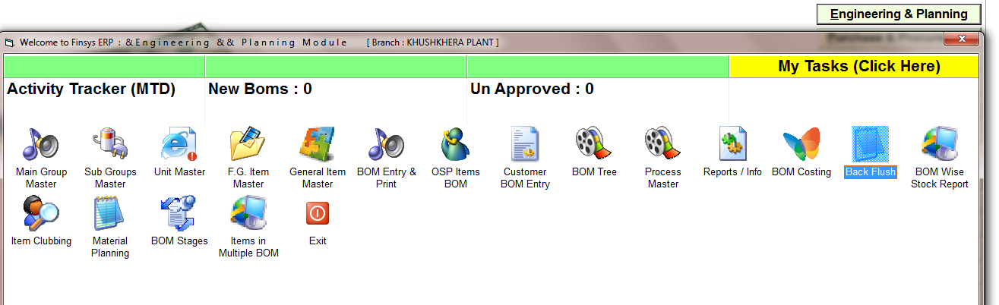 Engineering & Planning
Welcome to Finsys ERP : &Engineering && Planning Module [ Branch : KHUSHKHERA PLANT ]
x
My Tasks (Click Here)
Activity Tracker (MTD) New Boms : 0 Un Approved : 0
Main Group Master
Sub Groups Master
Unit Master
F.G. Item Master
General Item Master
BOM Entry & Print
OSP Items BOM
Customer BOM Entry
BOM Tree
Process Master
Reports / Info
BOM Costing
Back Flush
BOM Wise Stock Report
Item Clubbing
Material Planning
BOM Stages
Items in Multiple BOM
Exit